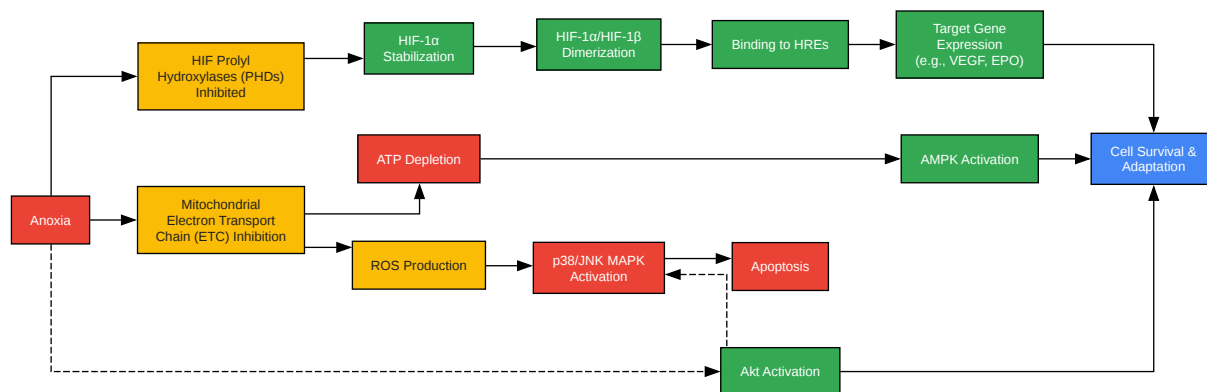 HIF Prolyl
Hydroxylases (PHDs)
Inhibited
HIF-1α
Stabilization
HIF-1α/HIF-1β
Dimerization
Binding to HREs
Target Gene
Expression
(e.g., VEGF, EPO)
ATP Depletion
AMPK Activation
Cell Survival &
Adaptation
Anoxia
Mitochondrial
Electron Transport
Chain (ETC) Inhibition
ROS Production
p38/JNK MAPK
Activation
Apoptosis
Akt Activation